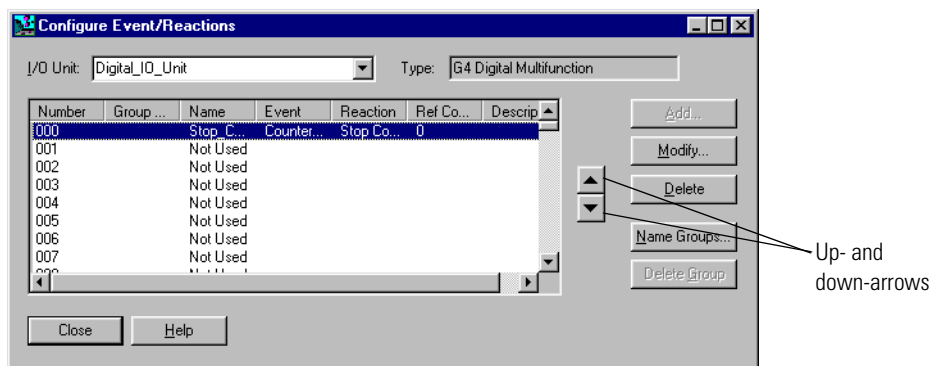 Configure Event/Reactions
I/O Unit: Digital_IO_Unit Type: G4 Digital Multifunction
Number Group ... Name Event Reaction Ref Co... Descrip
000 Stop_C... Counter... Stop Co... 0
001 Not Used
002 Not Used
003 Not Used
004 Not Used
005 Not Used
006 Not Used
007 Not Used
Add...
Modify...
Delete
Name Groups...
Delete Group
Up- and
down-arrows
Close Help